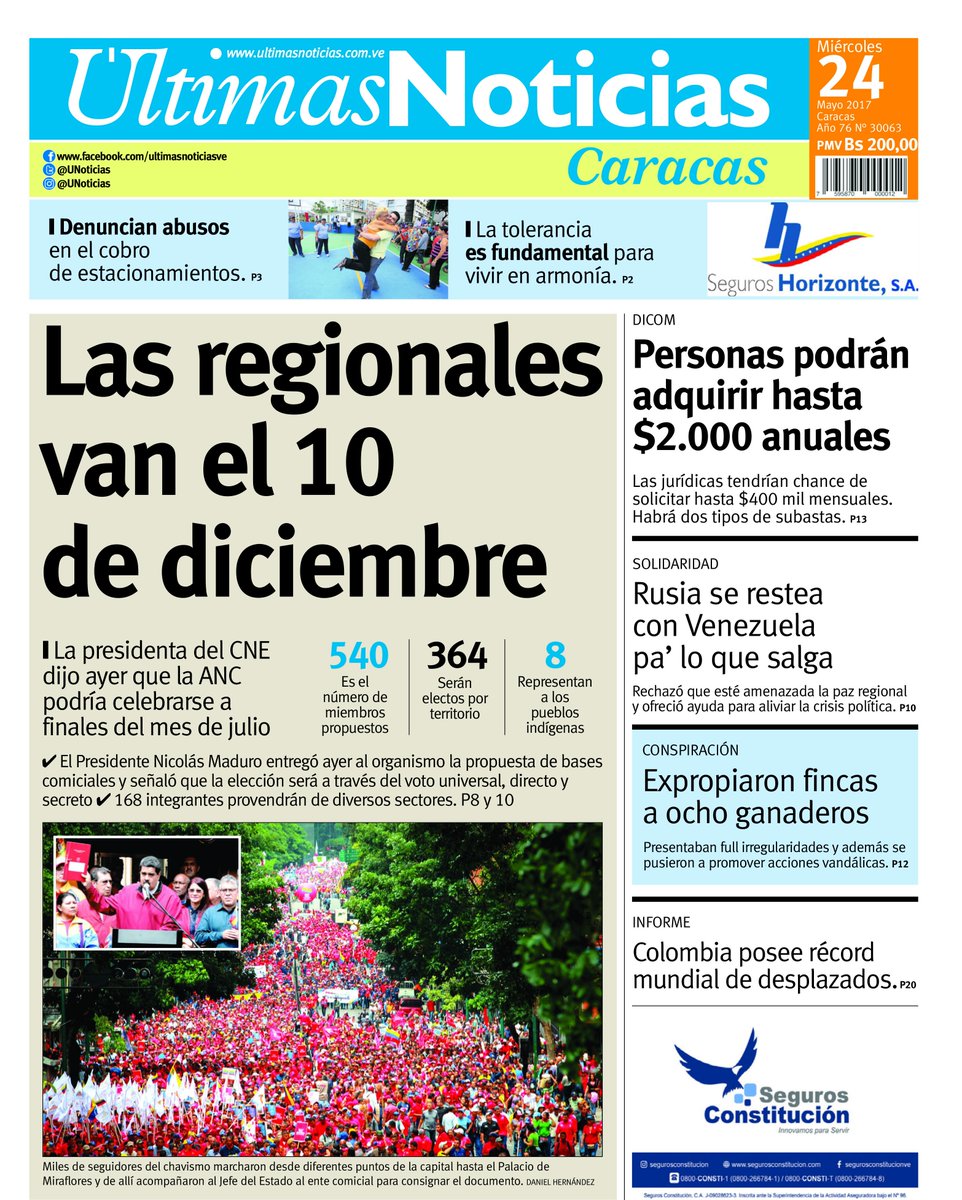 www.ultimasnoticias.com.ve
ÚltimasNoticias
Miércoles
24
Mayo 2017
Caracas
Año 76 N° 30063
PMV Bs 200,00
7 595870 000012
www.facebook.com/ultimasnoticiasve
@UNoticias
@UNoticias
Caracas
Denuncian abusos
en el cobro
de estacionamientos. P3
La tolerancia
es fundamental para
vivir en armonía. P2
Seguros Horizonte, S.A.
Las regionales
van el 10
de diciembre
La presidenta del CNE
dijo ayer que la ANC
podría celebrarse a
finales del mes de julio
540
Es el
número de
miembros
propuestos
364
Serán
electos por
territorio
8
Representan
a los
pueblos
indígenas
✔ El Presidente Nicolás Maduro entregó ayer al organismo la propuesta de bases
comiciales y señaló que la elección será a través del voto universal, directo y
secreto ✔ 168 integrantes provendrán de diversos sectores. P8 y 10
Miles de seguidores del chavismo marcharon desde diferentes puntos de la capital hasta el Palacio de
Miraflores y de allí acompañaron al Jefe del Estado al ente comicial para consignar el documento. DANIEL HERNÁNDEZ
DICOM
Personas podrán
adquirir hasta
$2.000 anuales
Las jurídicas tendrían chance de
solicitar hasta $400 mil mensuales.
Habrá dos tipos de subastas. P13
SOLIDARIDAD
Rusia se restea
con Venezuela
pa' lo que salga
Rechazó que esté amenazada la paz regional
y ofreció ayuda para aliviar la crisis política. P10
CONSPIRACIÓN
Expropiaron fincas
a ocho ganaderos
Presentaban full irregularidades y además se
pusieron a promover acciones vandálicas. P12
INFORME
Colombia posee récord
mundial de desplazados. P20
Seguros
Constitución
Innovamos para Servir
segurosconstitucion www.segurosconstitucion.com segurosconstitucionve
0800-CONSTI-1 (0800-266784-1) / 0800-CONSTI-T (0800-266784-8)
Seguros Constitución, C.A. J-09028623-3. Inscrita ante la Superintendencia de la Actividad Aseguradora bajo el Nº 96